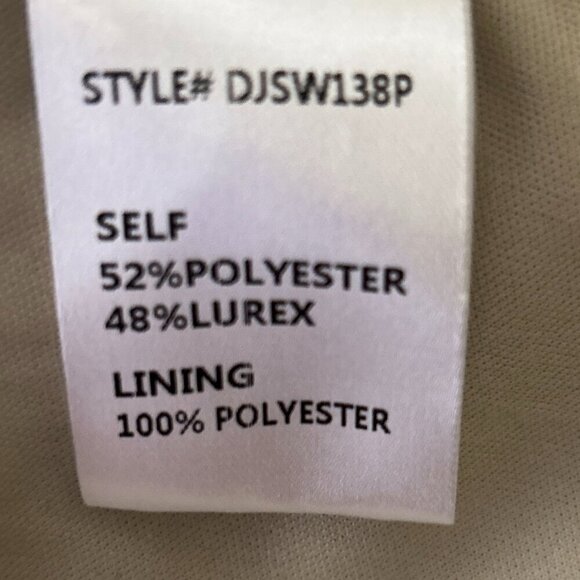 STYLE# DJSW138P
SELF
52%POLYESTER
48%LUREX
LINING
100% POLYESTER